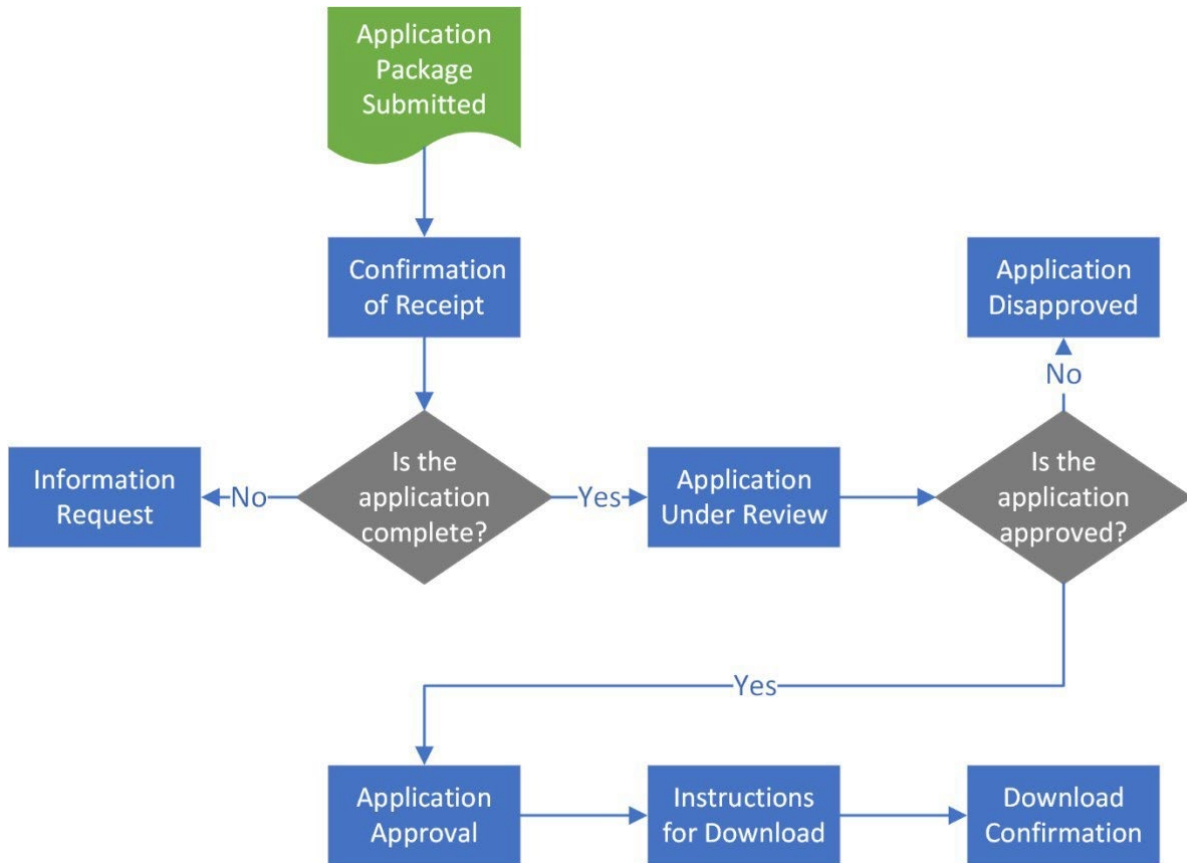 Application
Package
Submitted
Confirmation
of Receipt
Application
Disapproved
No
Information
Request
No
Is the
application
complete?
Yes
Application
Under Review
Is the
application
approved?
Yes
Application
Approval
Instructions
for Download
Download
Confirmation